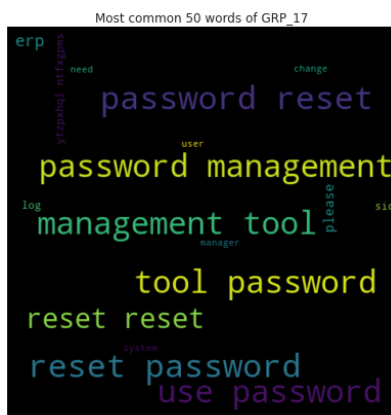 Most common 50 words of GRP_17
erp
need
change
ytzpxhql ntfxgpms
password reset
user
password management
log
please
sid
management tool
manager
tool password
reset reset
system
reset password
use password